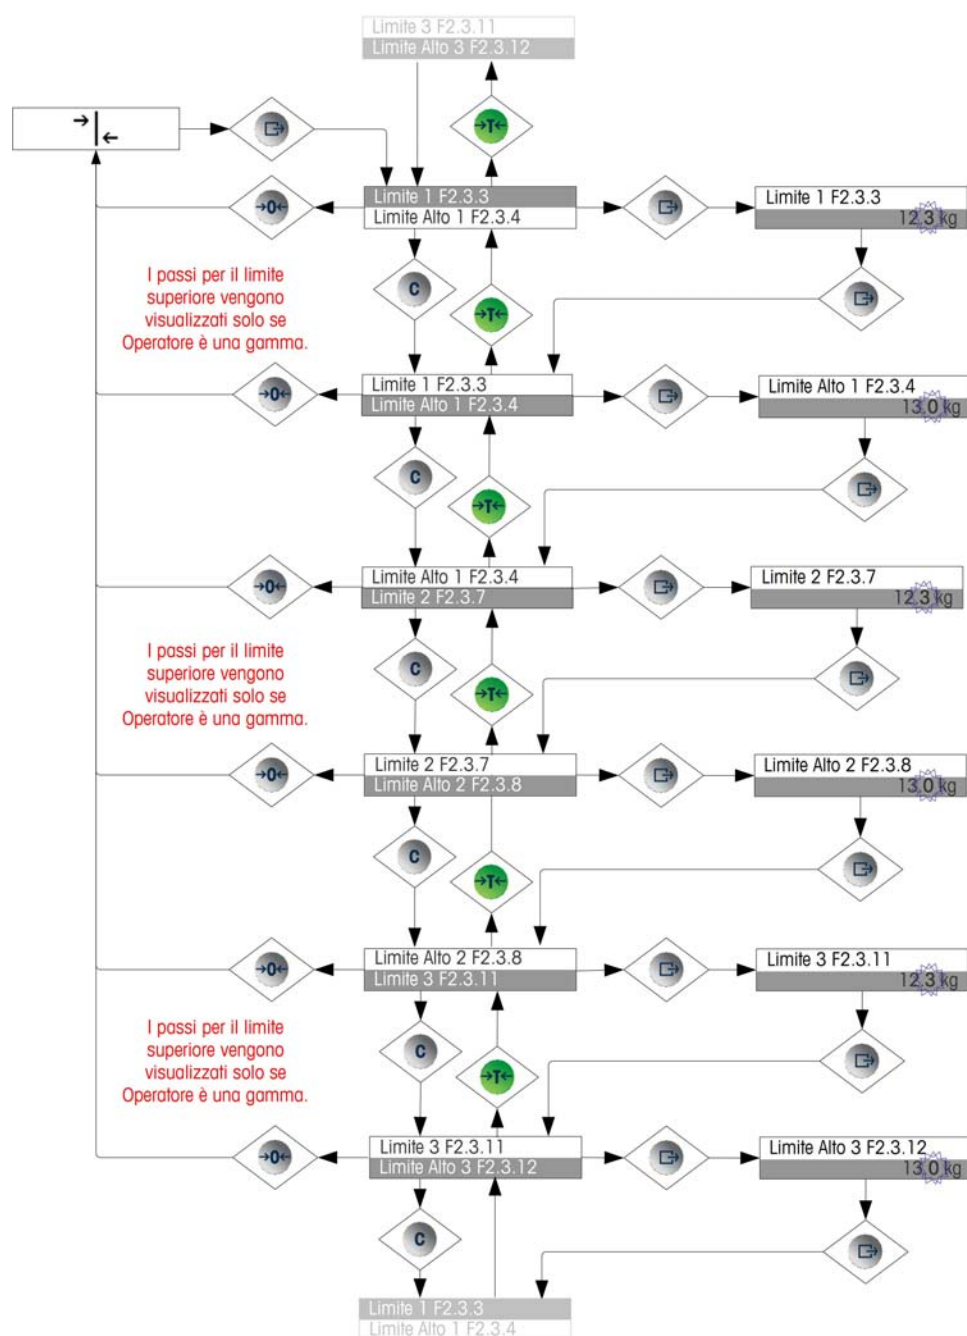 Limite 3 F2.3.11
Limite Alto 3 F2.3.12
→T←
Limite 1 F2.3.3
Limite Alto 1 F2.3.4
→0←
Limite 1 F2.3.3
12.3 kg
C
→T←
I passi per il limite
superiore vengono
visualizzati solo se
Operatore è una gamma.
Limite 1 F2.3.3
Limite Alto 1 F2.3.4
→0←
Limite Alto 1 F2.3.4
13.0 kg
C
→T←
Limite Alto 1 F2.3.4
Limite 2 F2.3.7
→0←
Limite 2 F2.3.7
12.3 kg
I passi per il limite
superiore vengono
visualizzati solo se
Operatore è una gamma.
C
→T←
Limite 2 F2.3.7
Limite Alto 2 F2.3.8
→0←
Limite Alto 2 F2.3.8
13.0 kg
C
→T←
Limite Alto 2 F2.3.8
Limite 3 F2.3.11
→0←
Limite 3 F2.3.11
12.3 kg
I passi per il limite
superiore vengono
visualizzati solo se
Operatore è una gamma.
C
→T←
Limite 3 F2.3.11
Limite Alto 3 F2.3.12
→0←
Limite Alto 3 F2.3.12
13.0 kg
C
Limite 1 F2.3.3
Limite Alto 1 F2.3.4